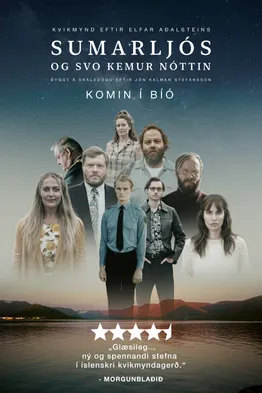 KVIKMYND EFTIR ELFAR AÐALSTEINS
SUMARLJÓS
OG SVO KEMUR NÓTTIN
BYGGT Á SKÁLDSÖGU EFTIR JÓN KALMAN STEFÁNSSON
KOMIN Í BÍÓ
„Glæsileg...
ný og spennandi stefna
í íslenskri kvikmyndagerð.“
- MORGUNBLAÐIÐ